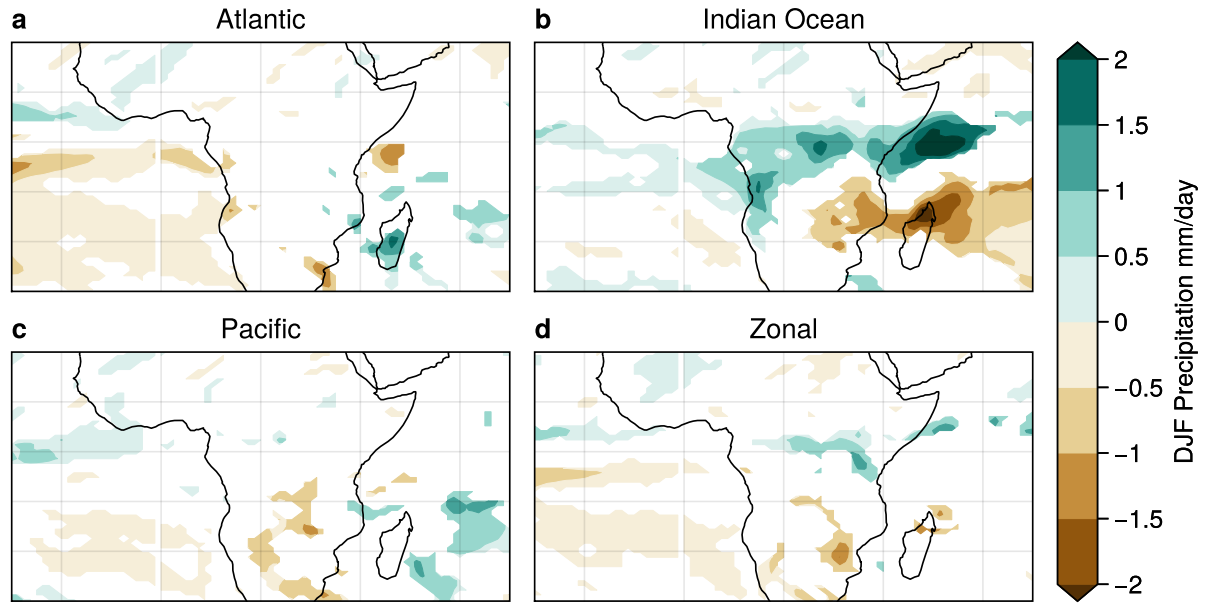 a Atlantic
b Indian Ocean
c Pacific
d Zonal
2
1.5
1
0.5
0
−0.5
−1
−1.5
−2
DJF Precipitation mm/day